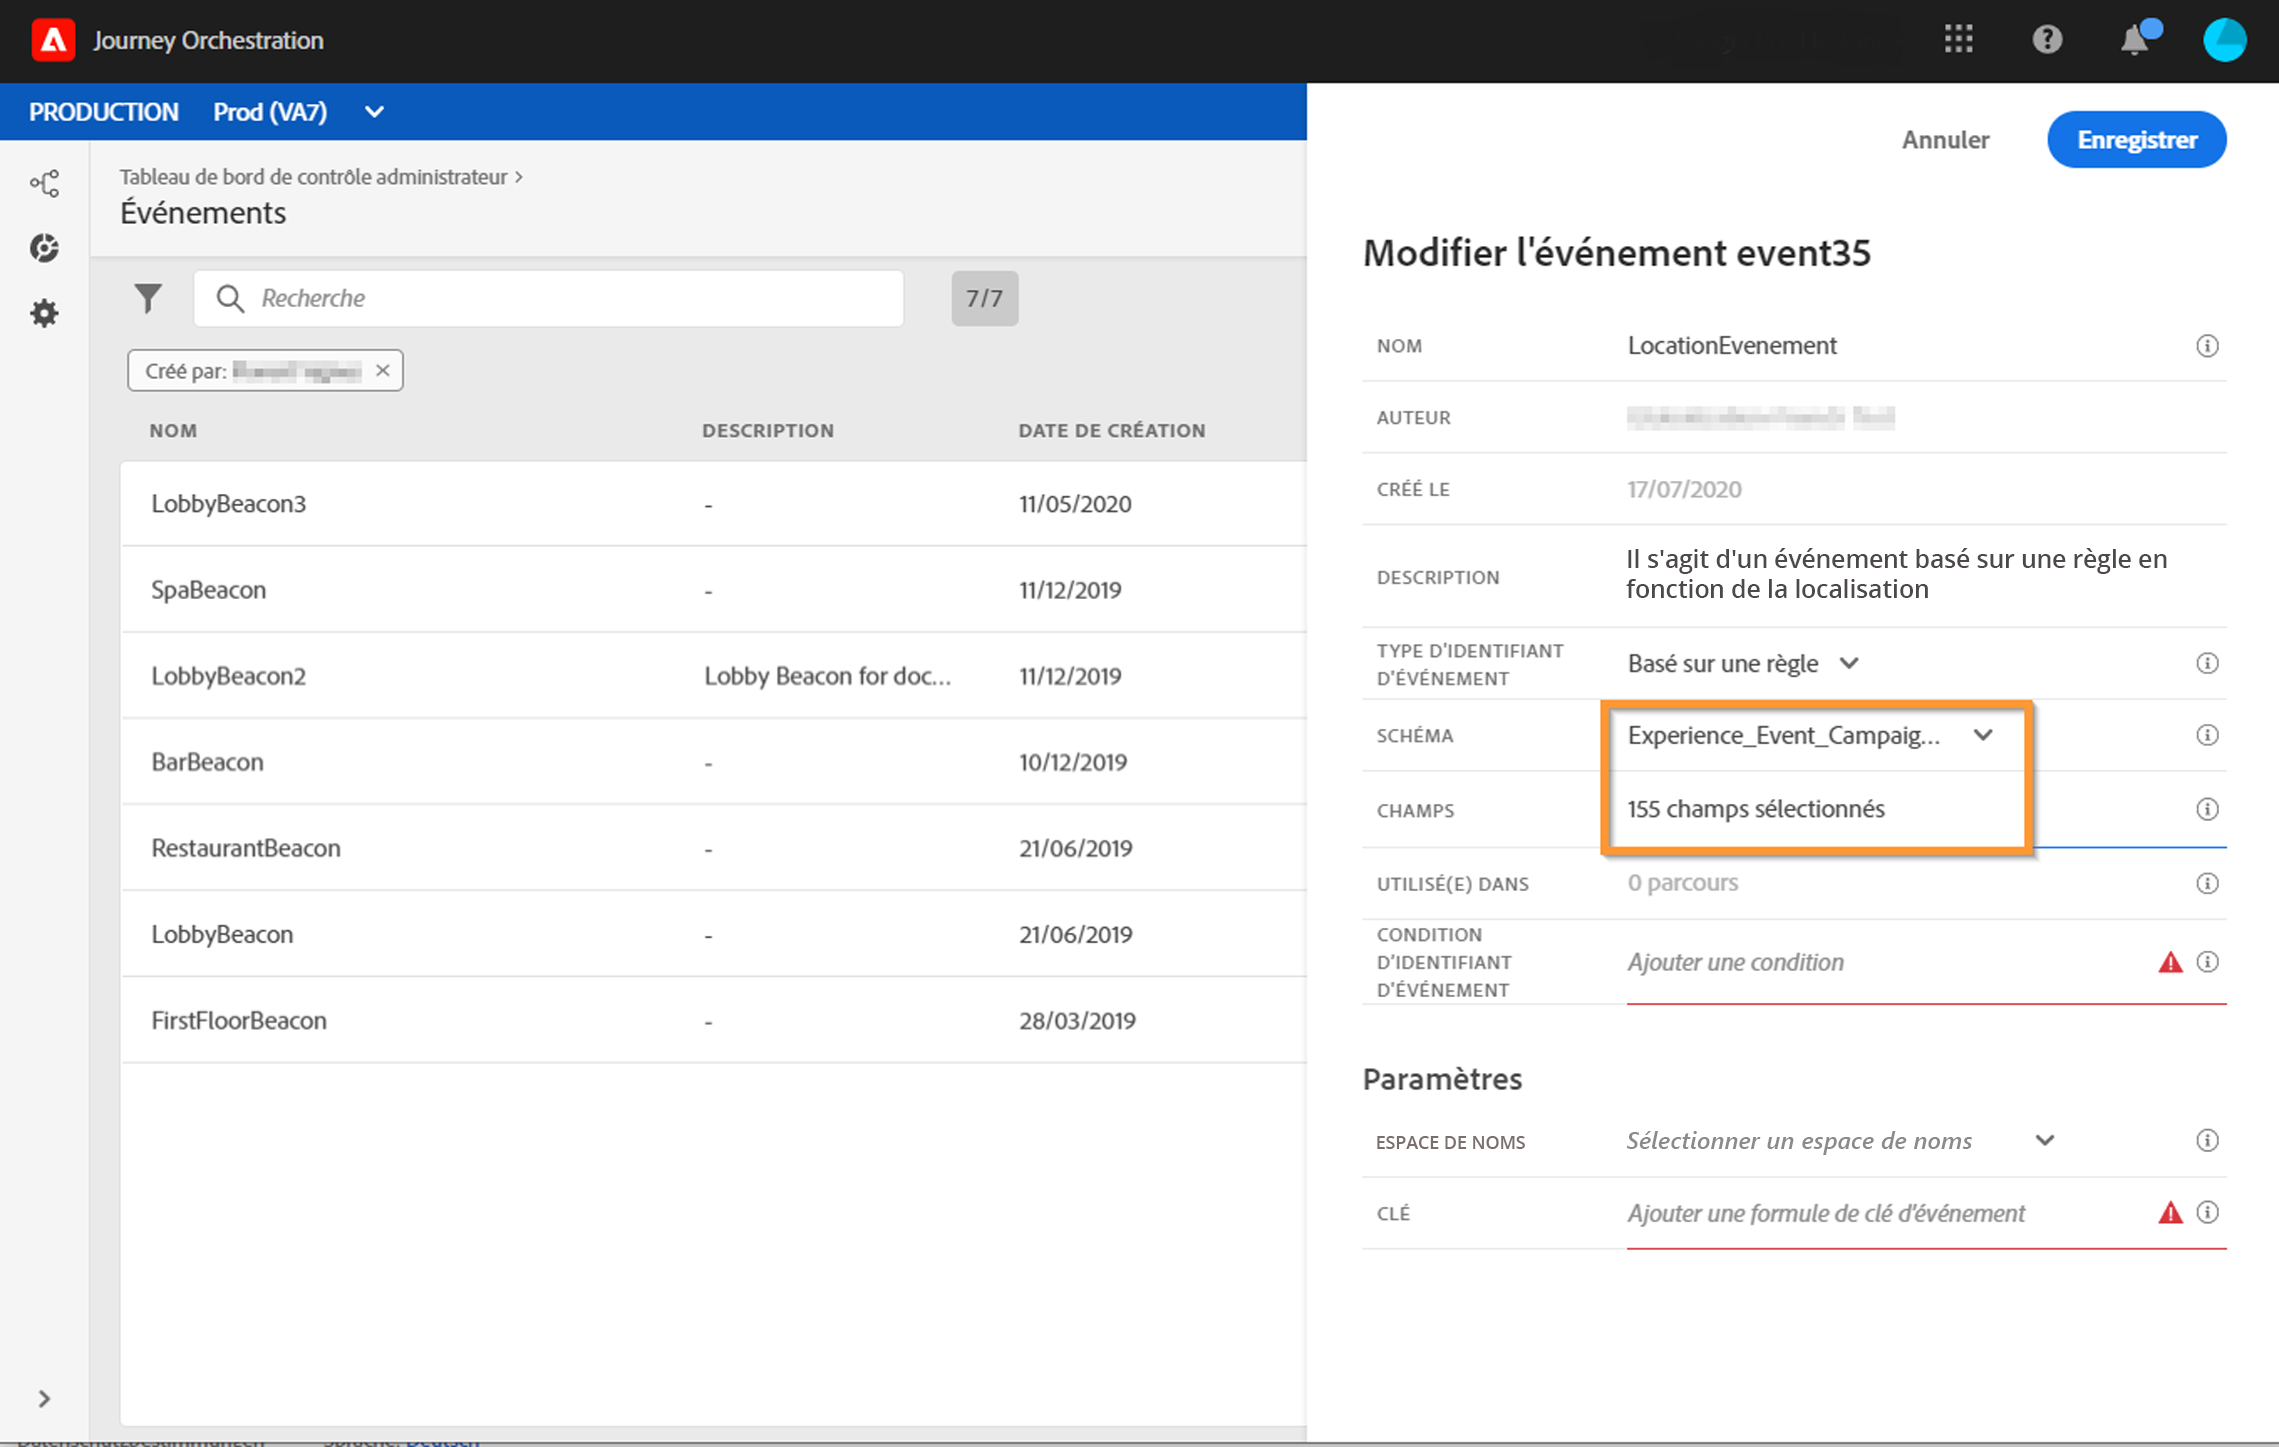 Journey Orchestration
PRODUCTION Prod (VA7)
Annuler Enregistrer
Tableau de bord de contrôle administrateur >
Événements
Recherche 7/7
Créé par: ×
NOM DESCRIPTION DATE DE CRÉATION
LobbyBeacon3 - 11/05/2020
SpaBeacon - 11/12/2019
LobbyBeacon2 Lobby Beacon for doc... 11/12/2019
BarBeacon - 10/12/2019
RestaurantBeacon - 21/06/2019
LobbyBeacon - 21/06/2019
FirstFloorBeacon - 28/03/2019
Modifier l'événement event35
NOM LocationEvenement
AUTEUR
CRÉÉ LE 17/07/2020
DESCRIPTION Il s'agit d'un événement basé sur une règle en
fonction de la localisation
TYPE D'IDENTIFIANT
D'ÉVÉNEMENT Basé sur une règle
SCHÉMA Experience_Event_Campaig...
CHAMPS 155 champs sélectionnés
UTILISÉ(E) DANS 0 parcours
CONDITION
D'IDENTIFIANT Ajouter une condition
D'ÉVÉNEMENT
Paramètres
ESPACE DE NOMS Sélectionner un espace de noms
CLÉ Ajouter une formule de clé d'événement
Datenschutzbestimmungen Sprache: Deutsch